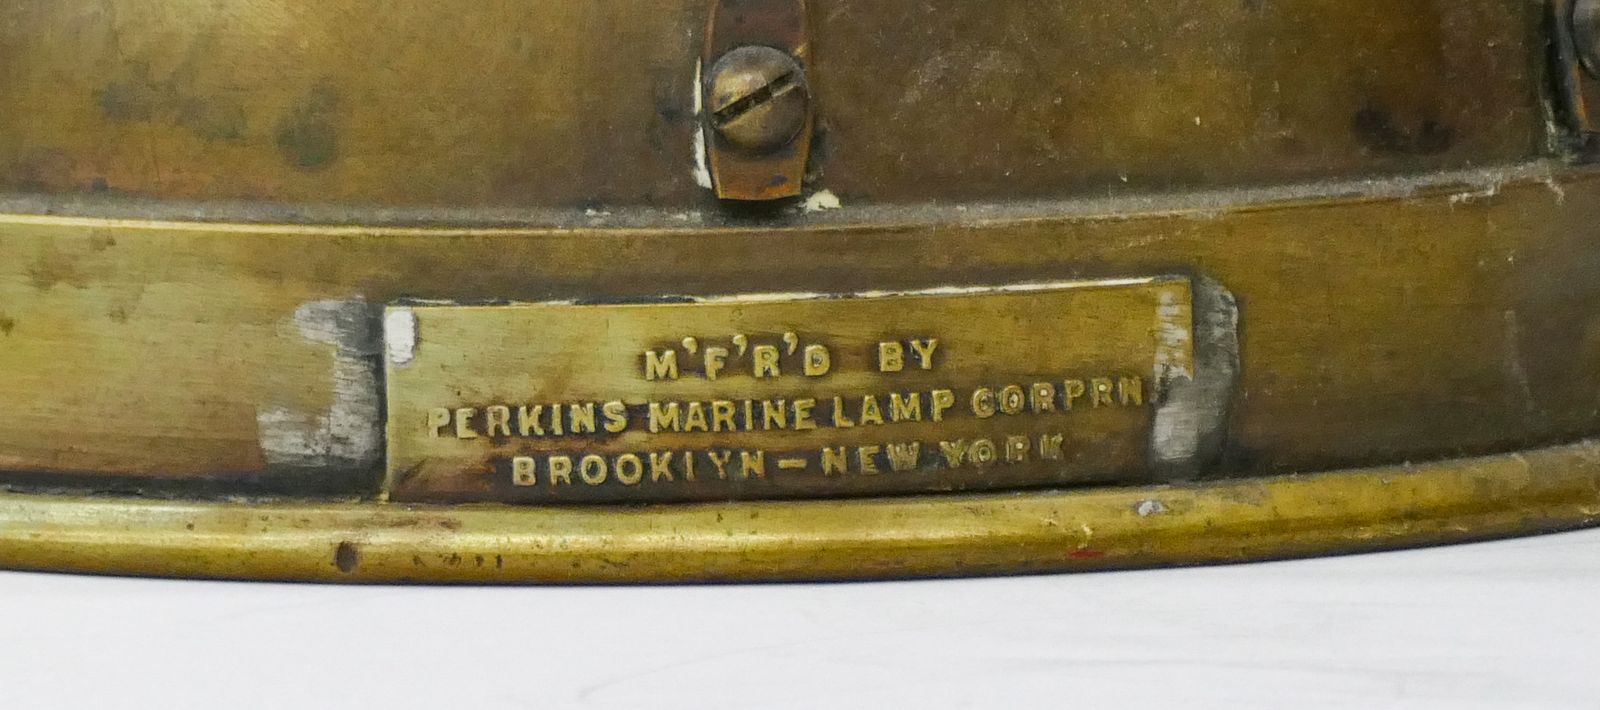 M'F'R'D BY
PERKINS MARINE LAMP CORPRN.
BROOKLYN — NEW YORK